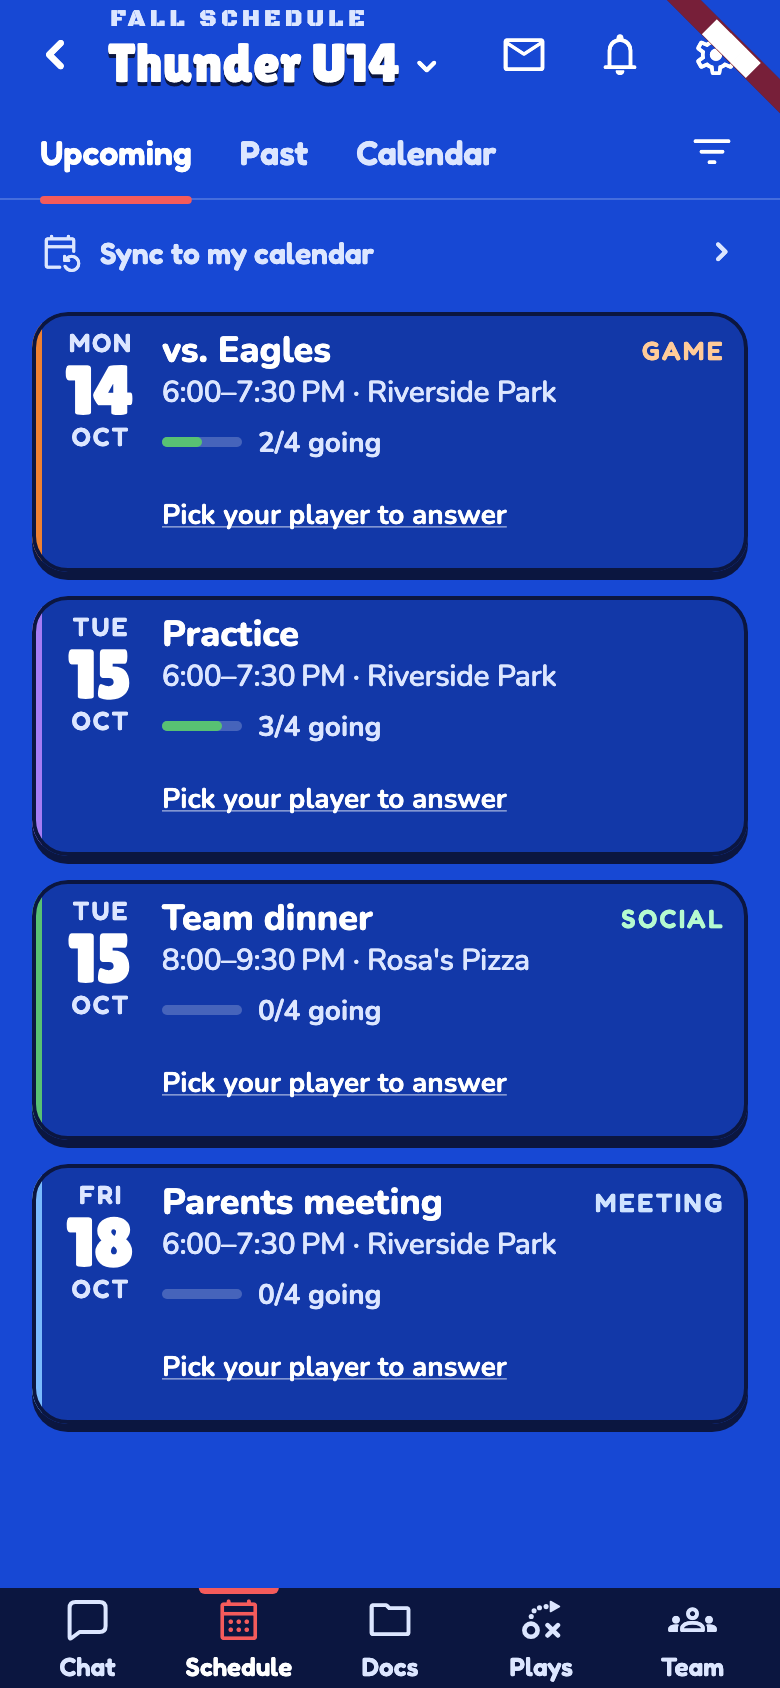 FALL SCHEDULE
Thunder U14
Upcoming Past Calendar
Sync to my calendar
MON
14
OCT
vs. Eagles
GAME
6:00–7:30 PM · Riverside Park
2/4 going
Pick your player to answer
TUE
15
OCT
Practice
6:00–7:30 PM · Riverside Park
3/4 going
Pick your player to answer
TUE
15
OCT
Team dinner
SOCIAL
8:00–9:30 PM · Rosa's Pizza
0/4 going
Pick your player to answer
FRI
18
OCT
Parents meeting
MEETING
6:00–7:30 PM · Riverside Park
0/4 going
Pick your player to answer
Chat Schedule Docs Plays Team